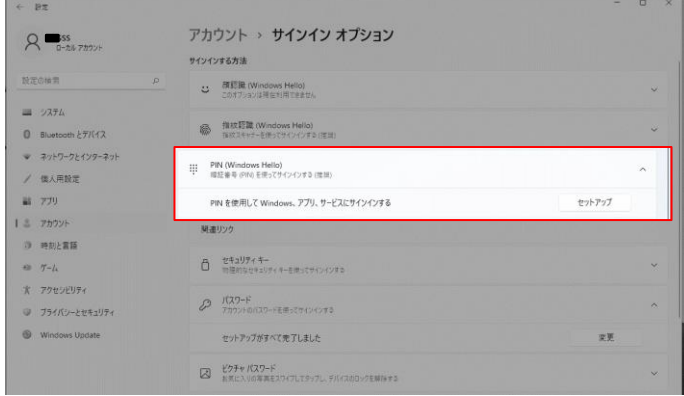 ← 設定
ss
ローカル アカウント
設定の検索
システム
Bluetooth とデバイス
ネットワークとインターネット
個人用設定
アプリ
アカウント
時刻と言語
ゲーム
アクセシビリティ
プライバシーとセキュリティ
Windows Update
アカウント › サインイン オプション
サインインする方法
顔認識 (Windows Hello)
このオプションは現在利用できません
指紋認識 (Windows Hello)
指紋スキャナーを使ってサインインする (推奨)
PIN (Windows Hello)
暗証番号 (PIN) を使ってサインインする (推奨)
PIN を使用して Windows、アプリ、サービスにサインインする
セットアップ
関連リンク
セキュリティ キー
物理的なセキュリティ キーを使ってサインインする
パスワード
アカウントのパスワードを使ってサインインする
セットアップがすべて完了しました
変更
ピクチャ パスワード
お気に入りの写真をスワイプしてタップし、デバイスのロックを解除する